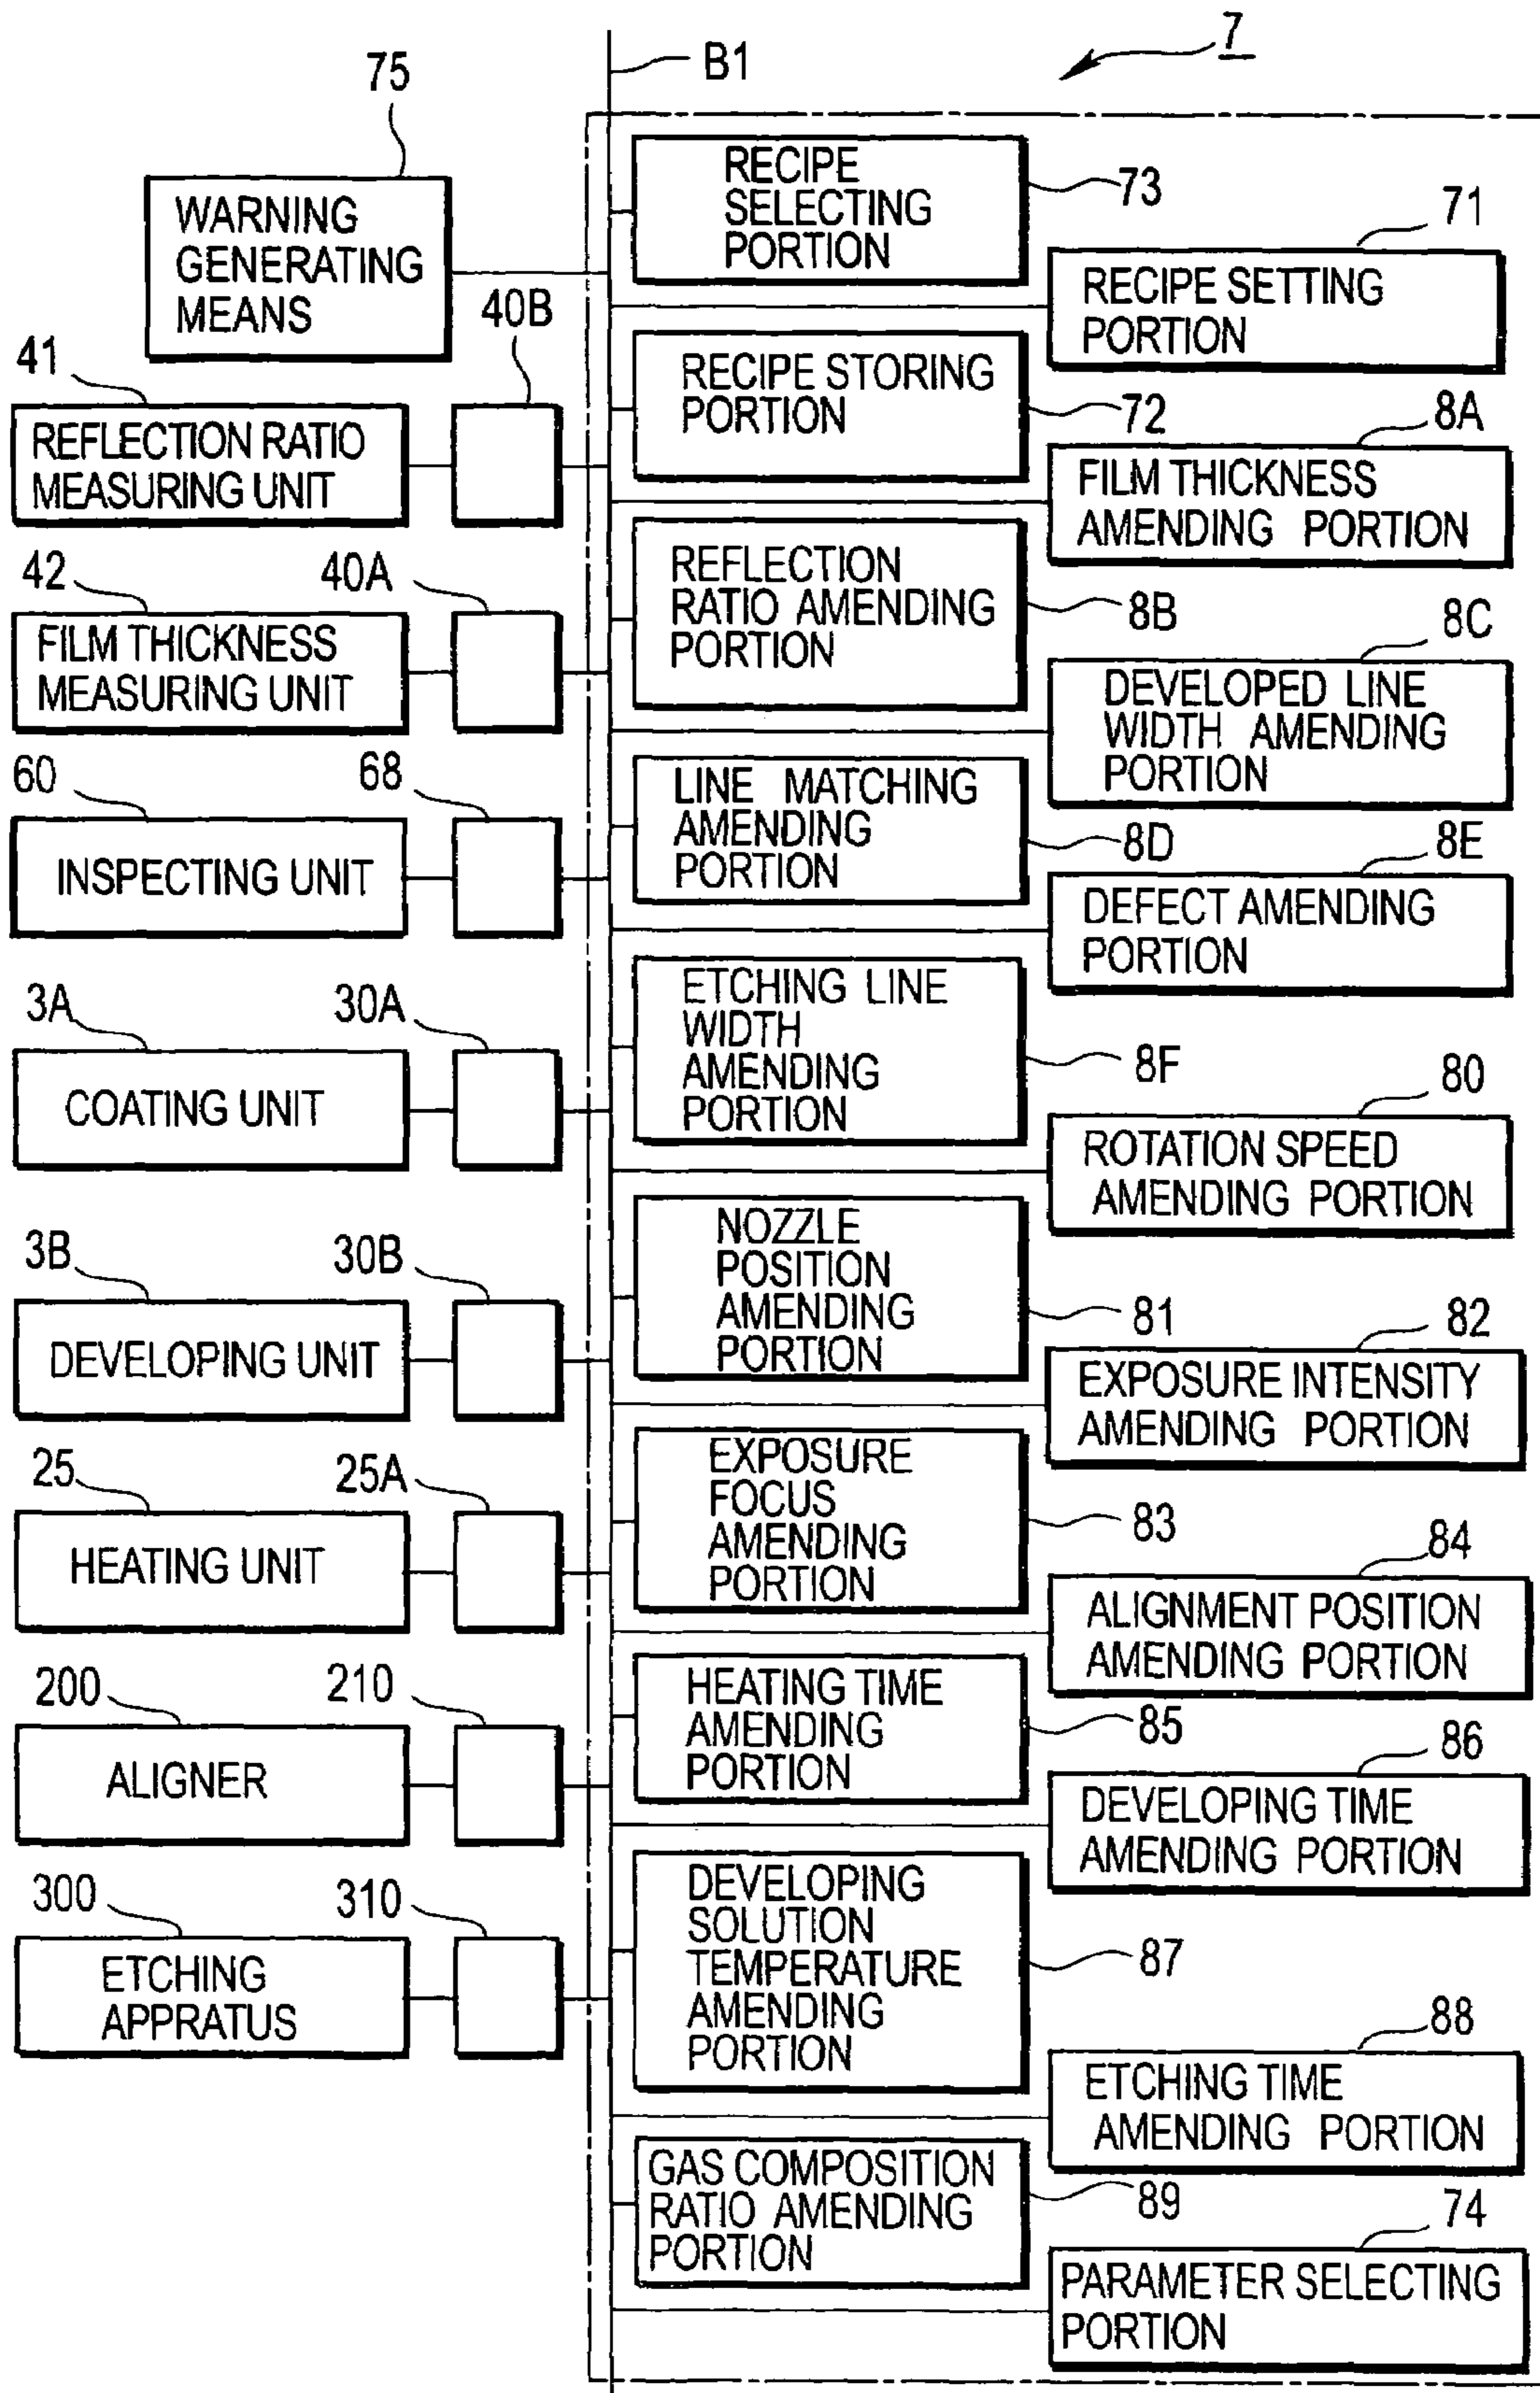 7
B1
75
WARNING
GENERATING
MEANS
RECIPE
SELECTING
PORTION
73
71
RECIPE SETTING
PORTION
40B
41
REFLECTION RATIO
MEASURING UNIT
RECIPE STORING
PORTION
72
8A
FILM THICKNESS
AMENDING PORTION
42
40A
FILM THICKNESS
MEASURING UNIT
REFLECTION
RATIO AMENDING
PORTION
8B
8C
DEVELOPED LINE
WIDTH AMENDING
PORTION
60
68
INSPECTING UNIT
LINE MATCHING
AMENDING
PORTION
8D
8E
DEFECT AMENDING
PORTION
3A
30A
COATING UNIT
ETCHING LINE
WIDTH
AMENDING
PORTION
8F
80
ROTATION SPEED
AMENDING PORTION
3B
30B
DEVELOPING UNIT
NOZZLE
POSITION
AMENDING
PORTION
81
82
EXPOSURE INTENSITY
AMENDING PORTION
25
25A
HEATING UNIT
EXPOSURE
FOCUS
AMENDING
PORTION
83
84
ALIGNMENT POSITION
AMENDING PORTION
200
210
ALIGNER
HEATING TIME
AMENDING
PORTION
85
86
DEVELOPING TIME
AMENDING PORTION
300
310
ETCHING
APPRATUS
DEVELOPING
SOLUTION
TEMPERATURE
AMENDING
PORTION
87
88
ETCHING TIME
AMENDING PORTION
GAS COMPOSITION
RATIO AMENDING
PORTION
89
74
PARAMETER SELECTING
PORTION